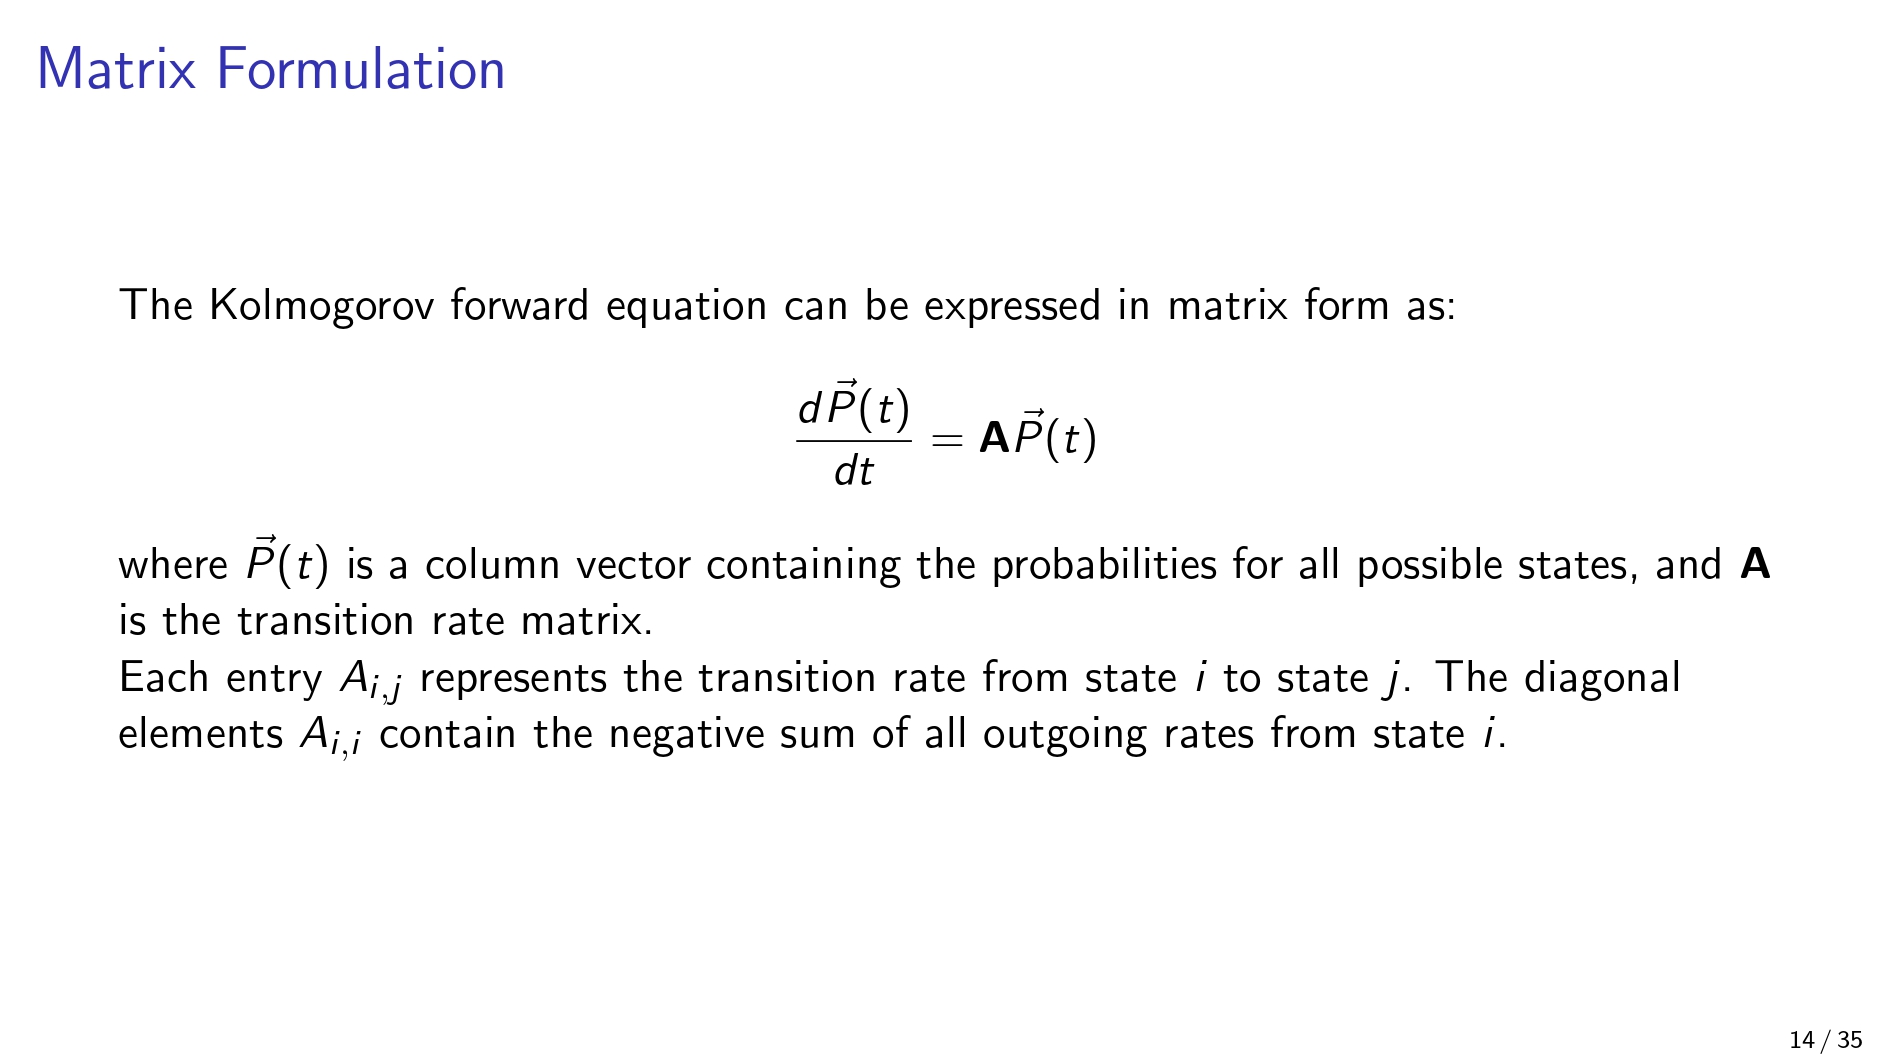 Matrix Formulation
The Kolmogorov forward equation can be expressed in matrix form as:
$$\frac{d\vec{P}(t)}{dt} = \mathbf{A}\vec{P}(t)$$
where $\vec{P}(t)$ is a column vector containing the probabilities for all possible states, and $\mathbf{A}$
is the transition rate matrix.
Each entry $A_{i,j}$ represents the transition rate from state $i$ to state $j$. The diagonal
elements $A_{i,i}$ contain the negative sum of all outgoing rates from state $i$.
14 / 35